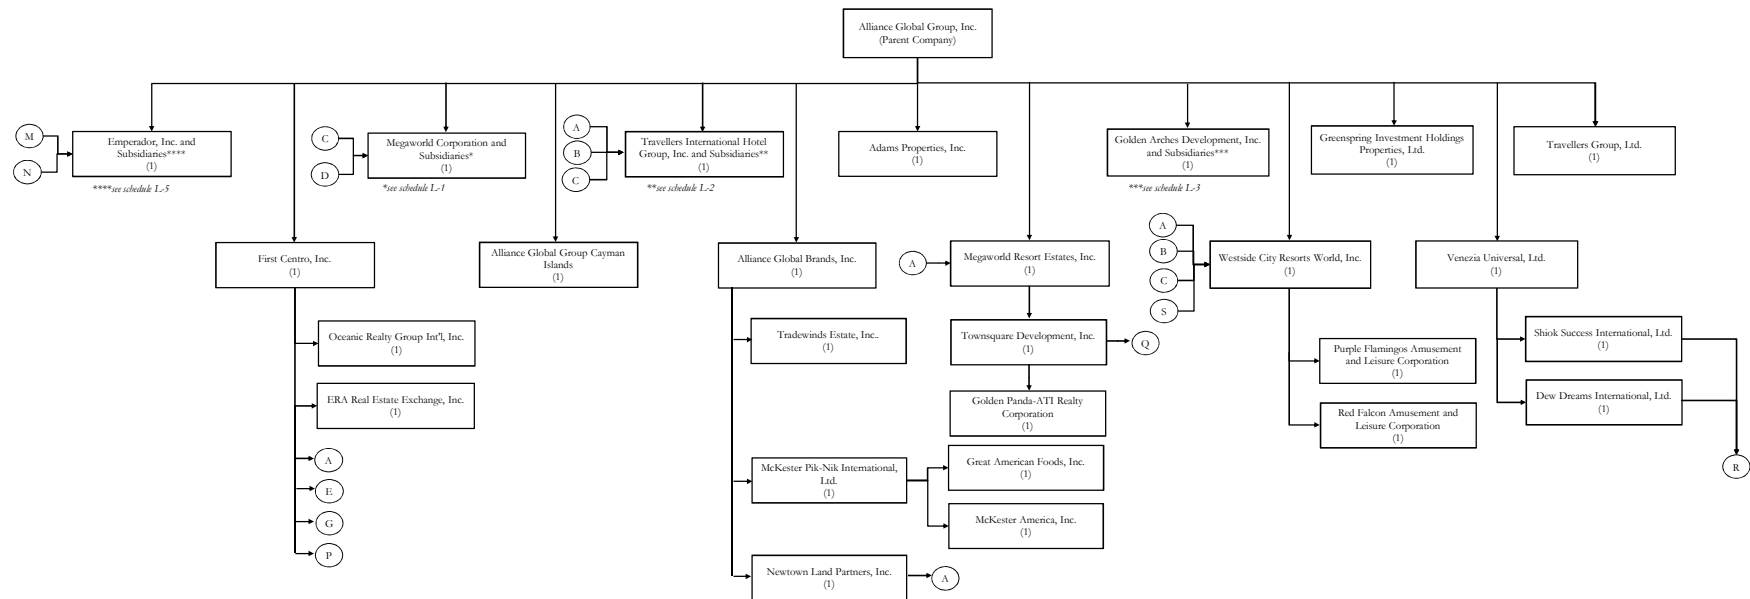 Alliance Global Group, Inc.
(Parent Company)
M
N
Emperador, Inc. and
Subsidiaries****
(1)
****see schedule L-5
C
D
Megaworld Corporation and
Subsidiaries*
(1)
*see schedule L-1
A
B
C
Travellers International Hotel
Group, Inc. and Subsidiaries**
(1)
**see schedule L-2
Adams Properties, Inc.
(1)
Golden Arches Development, Inc.
and Subsidiaries***
(1)
***see schedule L-3
Greenspring Investment Holdings
Properties, Ltd.
(1)
Travellers Group, Ltd.
(1)
First Centro, Inc.
(1)
Alliance Global Group Cayman
Islands
(1)
Alliance Global Brands, Inc.
(1)
A
Megaworld Resort Estates, Inc.
(1)
A
B
C
S
Westside City Resorts World, Inc.
(1)
Venezia Universal, Ltd.
(1)
Oceanic Realty Group Int'l, Inc.
(1)
ERA Real Estate Exchange, Inc.
(1)
A
E
G
P
Tradewinds Estate, Inc..
(1)
Townsquare Development, Inc.
(1)
Q
Golden Panda-ATI Realty
Corporation
(1)
Purple Flamingos Amusement
and Leisure Corporation
(1)
Red Falcon Amusement and
Leisure Corporation
(1)
Shiok Success International, Ltd.
(1)
Dew Dreams International, Ltd.
(1)
R
McKester Pik-Nik International,
Ltd.
(1)
Great American Foods, Inc.
(1)
McKester America, Inc.
(1)
Newtown Land Partners, Inc.
(1)
A